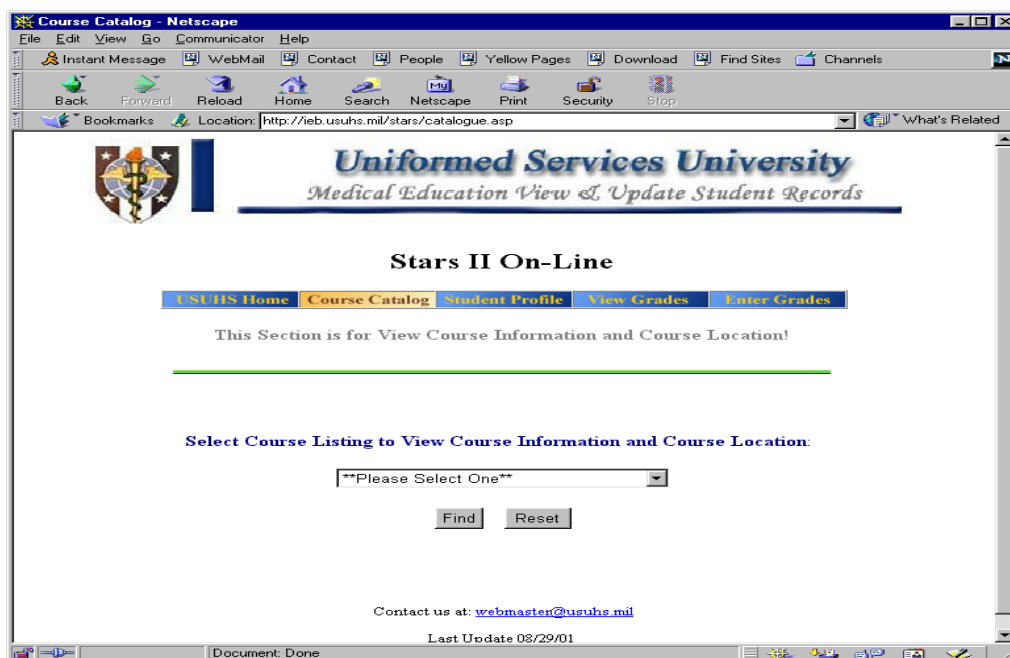 Course Catalog - Netscape
File Edit View Go Communicator Help
Instant Message WebMail Contact People Yellow Pages Download Find Sites Channels
Back Forward Reload Home Search Netscape Print Security Stop
Bookmarks Location: http://ieb.usuhs.mil/stars/catalogue.asp What's Related
Uniformed Services University
Medical Education View & Update Student Records
Stars II On-Line
USUHS Home Course Catalog Student Profile View Grades Enter Grades
This Section is for View Course Information and Course Location!
Select Course Listing to View Course Information and Course Location:
**Please Select One**
Find Reset
Contact us at: webmaster@usuhs.mil
Last Update 08/29/01
Document: Done